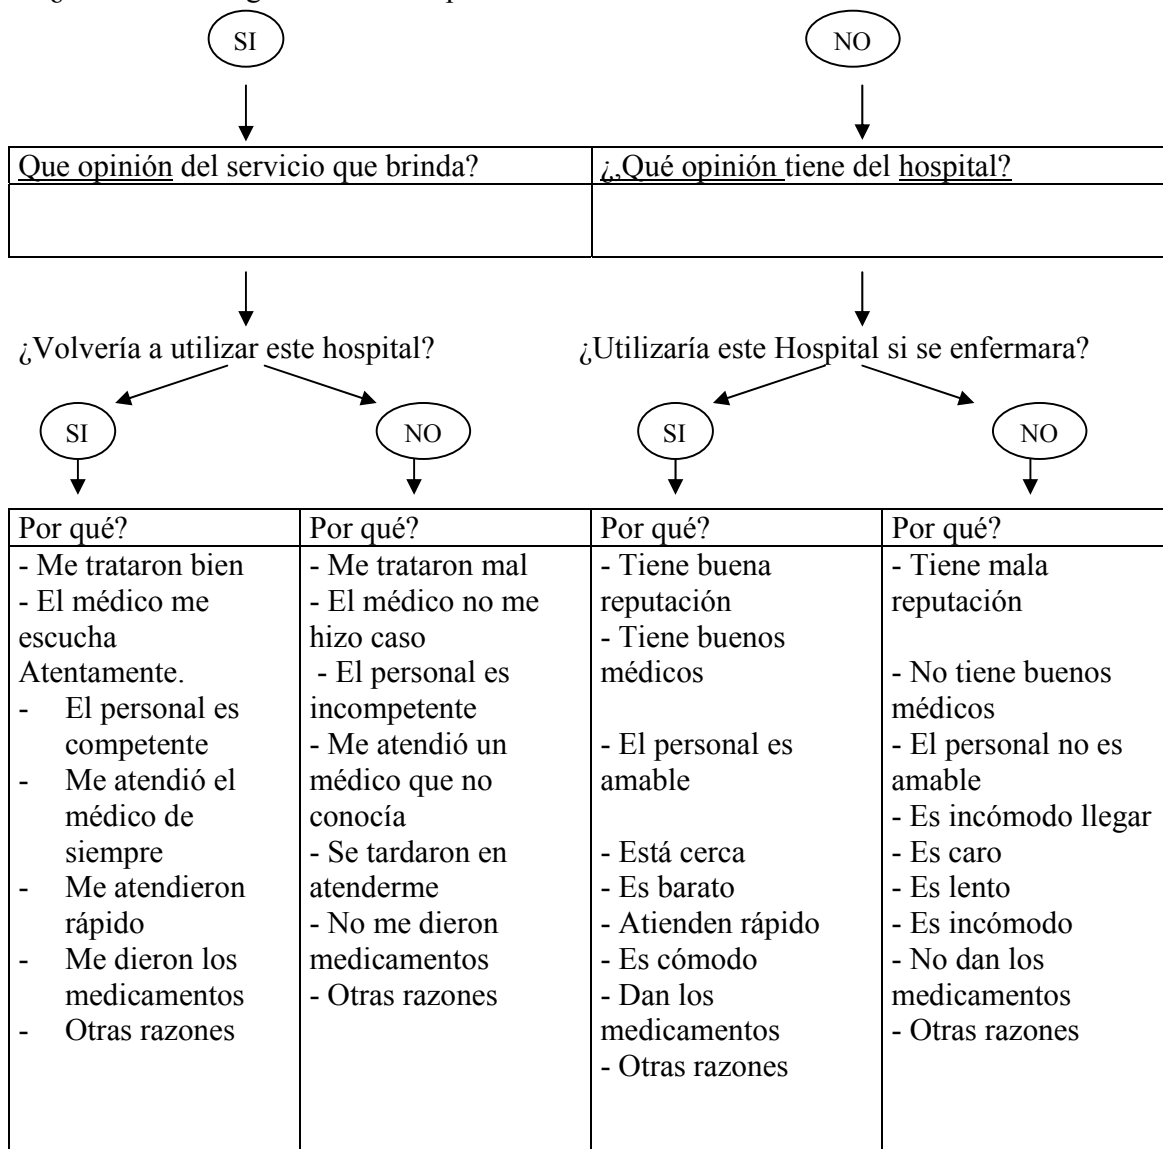 SI
NO
Que opinión del servicio que brinda?
¿,Qué opinión tiene del hospital?
¿Volvería a utilizar este hospital?
¿Utilizaría este Hospital si se enfermara?
SI
NO
SI
NO
Por qué?
- Me trataron bien
- El médico me
escucha
Atentamente.
- El personal es
competente
- Me atendió el
médico de
siempre
- Me atendieron
rápido
- Me dieron los
medicamentos
- Otras razones
Por qué?
- Me trataron mal
- El médico no me
hizo caso
- El personal es
incompetente
- Me atendió un
médico que no
conocía
- Se tardaron en
atenderme
- No me dieron
medicamentos
- Otras razones
Por qué?
- Tiene buena
reputación
- Tiene buenos
médicos
- El personal es
amable
- Está cerca
- Es barato
- Atienden rápido
- Es cómodo
- Dan los
medicamentos
- Otras razones
Por qué?
- Tiene mala
reputación
- No tiene buenos
médicos
- El personal no es
amable
- Es incómodo llegar
- Es caro
- Es lento
- Es incómodo
- No dan los
medicamentos
- Otras razones